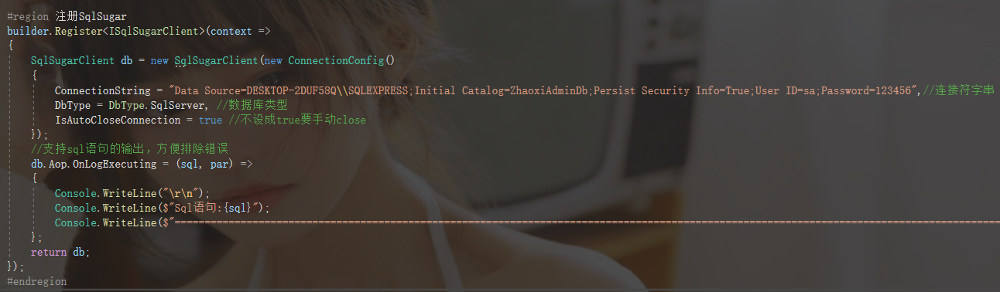 #region 注册SqlSugar
builder.Register<ISqlSugarClient>(context =>
{
    SqlSugarClient db = new SqlSugarClient(new ConnectionConfig()
    {
        ConnectionString = "Data Source=DESKTOP-2DUF58Q\\SQLEXPRESS;Initial Catalog=ZhaoxiAdminDb;Persist Security Info=True;User ID=sa;Password=123456",//连接符字串
        DbType = DbType.SqlServer, //数据库类型
        IsAutoCloseConnection = true //不设成true要手动close
    });
    //支持sql语句的输出，方便排除错误
    db.Aop.OnLogExecuting = (sql, par) =>
    {
        Console.WriteLine("\r\n");
        Console.WriteLine($"Sql语句:{sql}");
        Console.WriteLine($"=========================================================================================================================================
    };
    return db;
});
#endregion